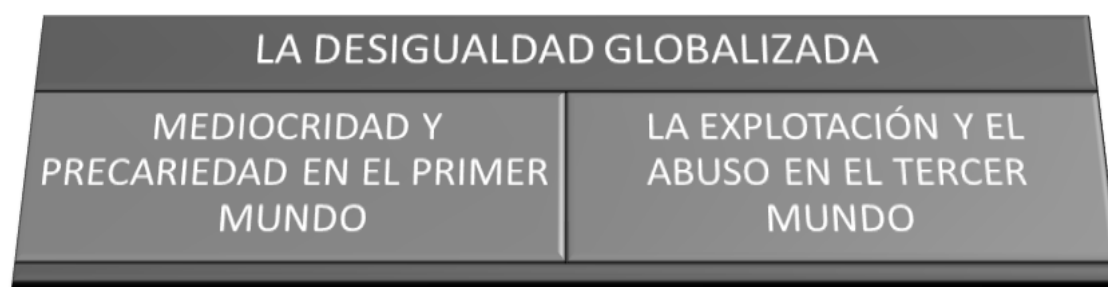 LA DESIGUALDAD GLOBALIZADA
MEDIOCRIDAD Y
PRECARIEDAD EN EL PRIMER
MUNDO
LA EXPLOTACIÓN Y EL
ABUSO EN EL TERCER
MUNDO